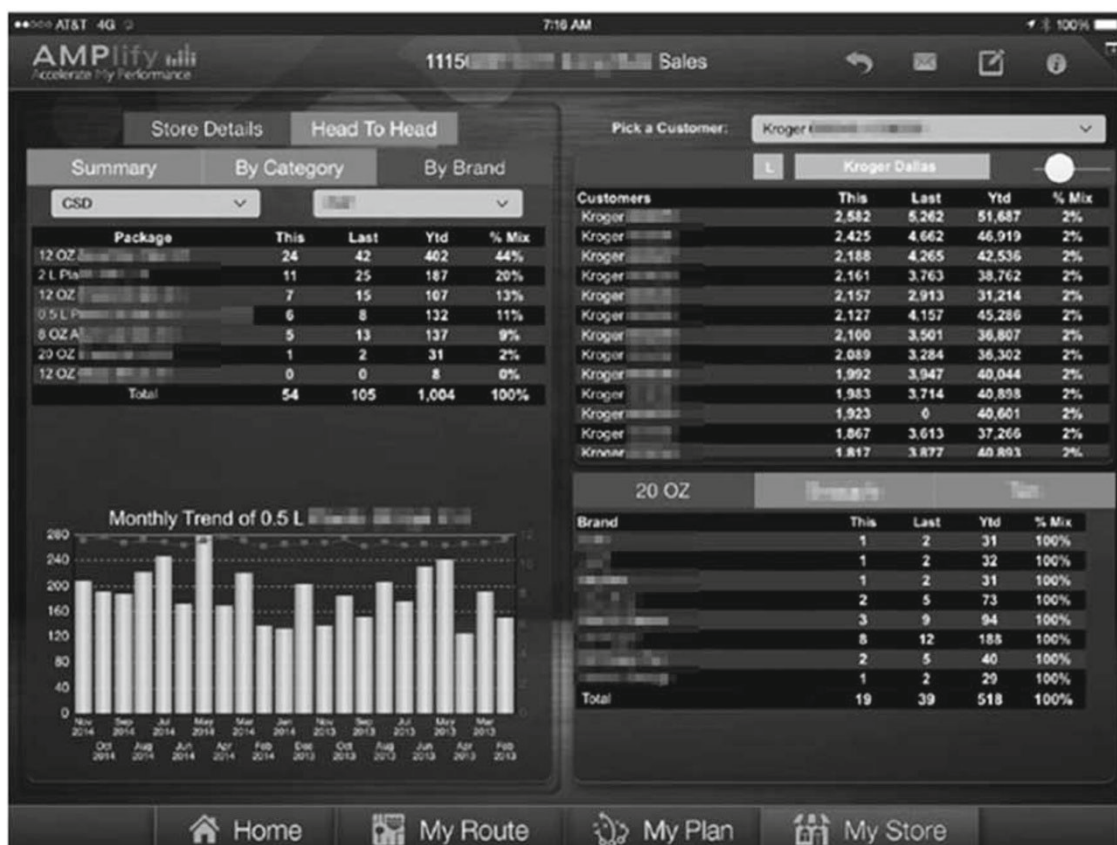 AT&T 4G 7:16 AM 100%
AMPlify
Accelerate My Performance
1115 Sales
Store Details Head To Head
Summary By Category By Brand
CSD
Package This Last Ytd % Mix
12 OZ 24 42 402 44%
2 L Pla 11 25 187 20%
12 OZ 7 15 107 13%
0.5 L P 6 8 132 11%
8 OZ A 5 13 137 9%
20 OZ 1 2 31 2%
12 OZ 0 0 8 0%
Total 54 105 1,004 100%
Monthly Trend of 0.5 L
280
240
200
160
120
80
40
0
Nov 2014 Sep 2014 Jul 2014 May 2014 Mar 2014 Jan 2014 Nov 2013 Sep 2013 Jul 2013 May 2013 Mar 2013
Oct 2014 Aug 2014 Jun 2014 Apr 2014 Feb 2014 Dec 2013 Oct 2013 Aug 2013 Jun 2013 Apr 2013 Feb 2013
Pick a Customer: Kroger
L Kroger Dallas
Customers This Last Ytd % Mix
Kroger 2,582 5,262 51,687 2%
Kroger 2,425 4,662 46,919 2%
Kroger 2,188 4,265 42,536 2%
Kroger 2,161 3,763 38,762 2%
Kroger 2,157 2,913 31,214 2%
Kroger 2,127 4,157 45,286 2%
Kroger 2,100 3,501 36,807 2%
Kroger 2,089 3,284 36,302 2%
Kroger 1,992 3,947 40,044 2%
Kroger 1,983 3,714 40,898 2%
Kroger 1,923 0 40,601 2%
Kroger 1,867 3,613 37,266 2%
Kroger 1,817 3,877 40,893 2%
20 OZ
Brand This Last Ytd % Mix
1 2 31 100%
1 2 32 100%
1 2 31 100%
2 5 73 100%
3 9 94 100%
8 12 188 100%
2 5 40 100%
1 2 29 100%
Total 19 39 518 100%
Home My Route My Plan My Store